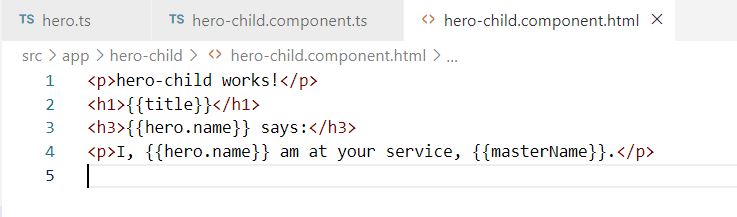 TS hero.ts TS hero-child.component.ts <> hero-child.component.html ×
src > app > hero-child > <> hero-child.component.html > ...
1 <p>hero-child works!</p>
2 <h1>{{title}}</h1>
3 <h3>{{hero.name}} says:</h3>
4 <p>I, {{hero.name}} am at your service, {{masterName}}.</p>
5